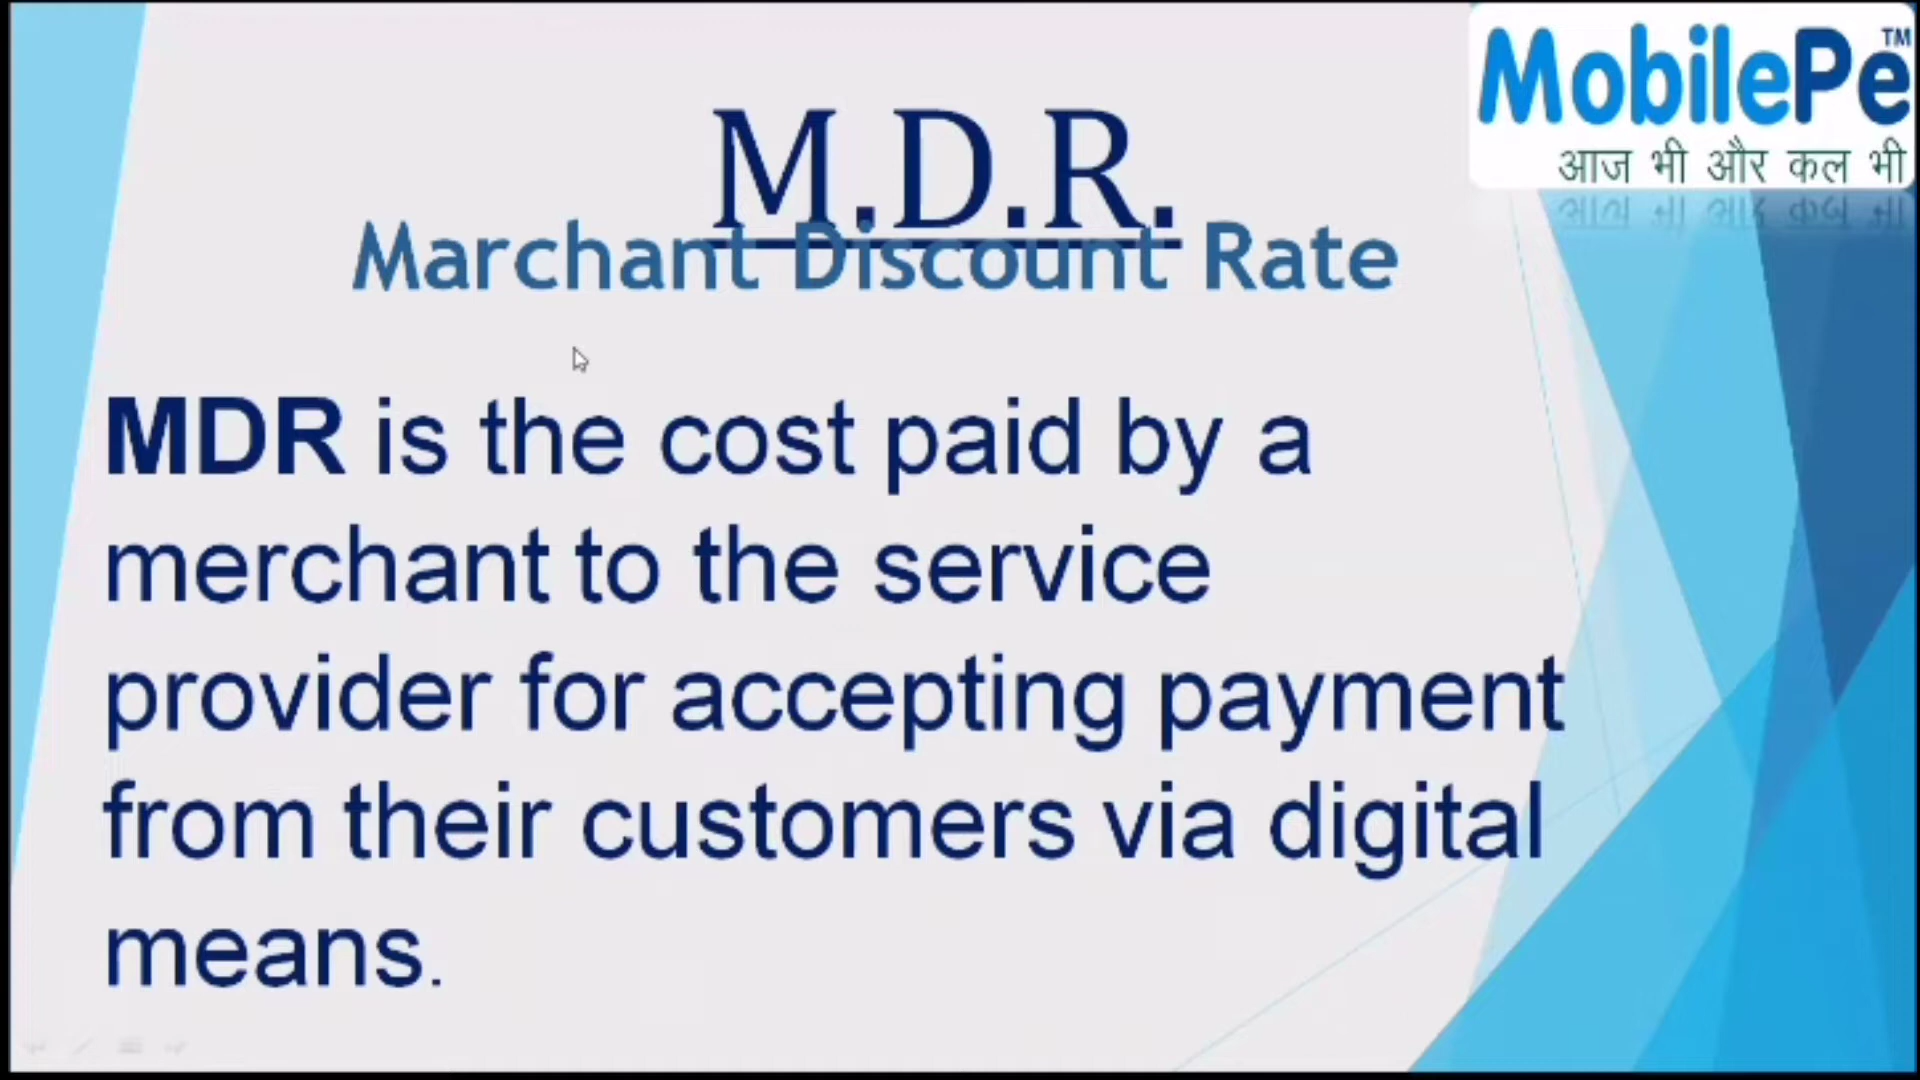 MobilePe™
आज भी और कल भी
M.D.R.
Marchant Discount Rate
MDR is the cost paid by a
merchant to the service
provider for accepting payment
from their customers via digital
means.